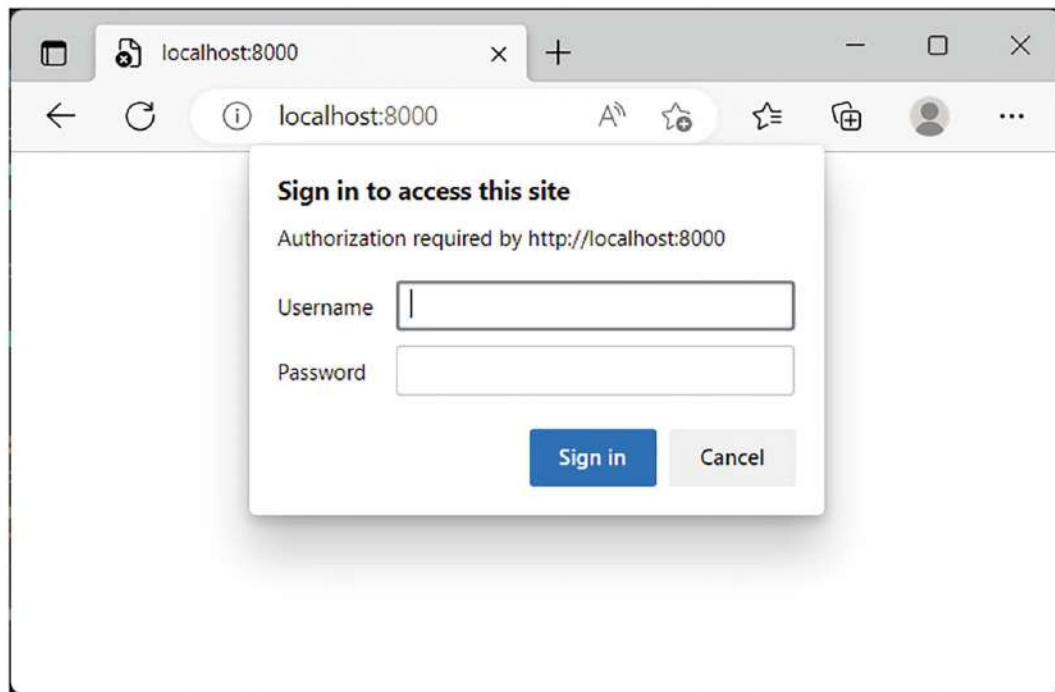 localhost:8000
localhost:8000
Sign in to access this site
Authorization required by http://localhost:8000
Username
Password
Sign in Cancel